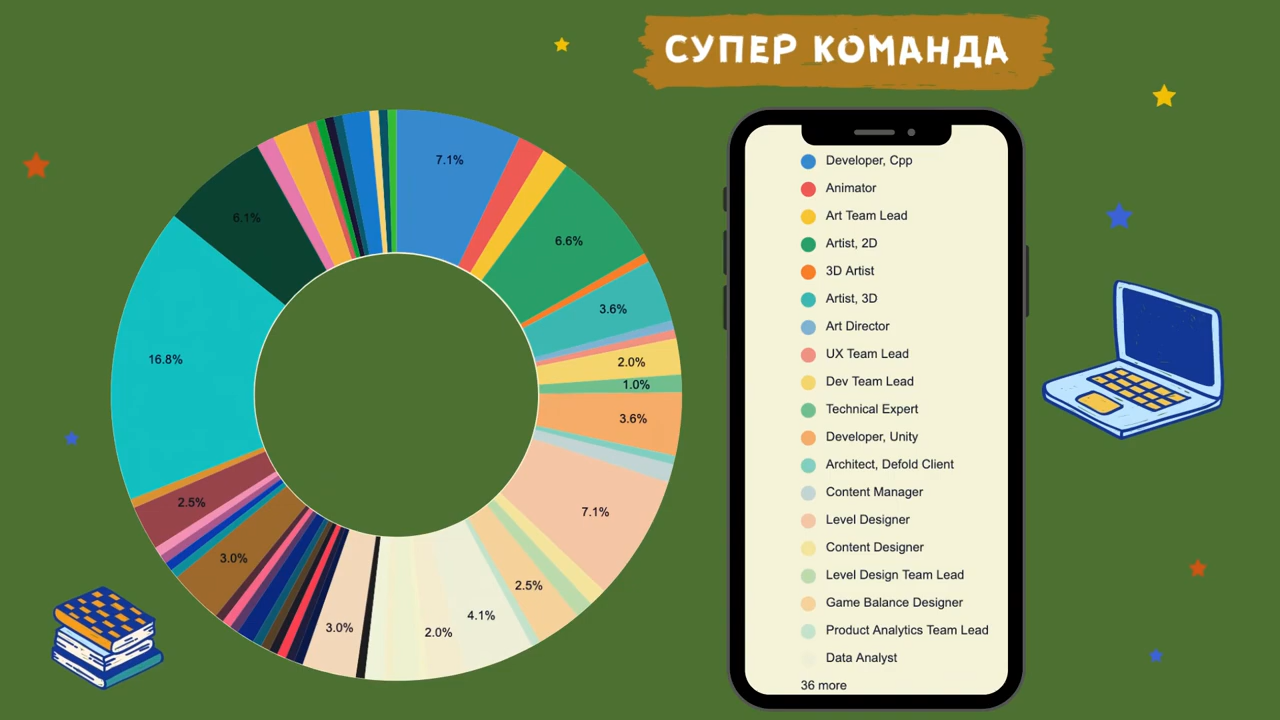 СУПЕР КОМАНДА
7.1%
6.6%
3.6%
2.0%
1.0%
3.6%
7.1%
2.5%
4.1%
2.0%
3.0%
3.0%
2.5%
16.8%
6.1%
Developer, Cpp
Animator
Art Team Lead
Artist, 2D
3D Artist
Artist, 3D
Art Director
UX Team Lead
Dev Team Lead
Technical Expert
Developer, Unity
Architect, Defold Client
Content Manager
Level Designer
Content Designer
Level Design Team Lead
Game Balance Designer
Product Analytics Team Lead
Data Analyst
36 more